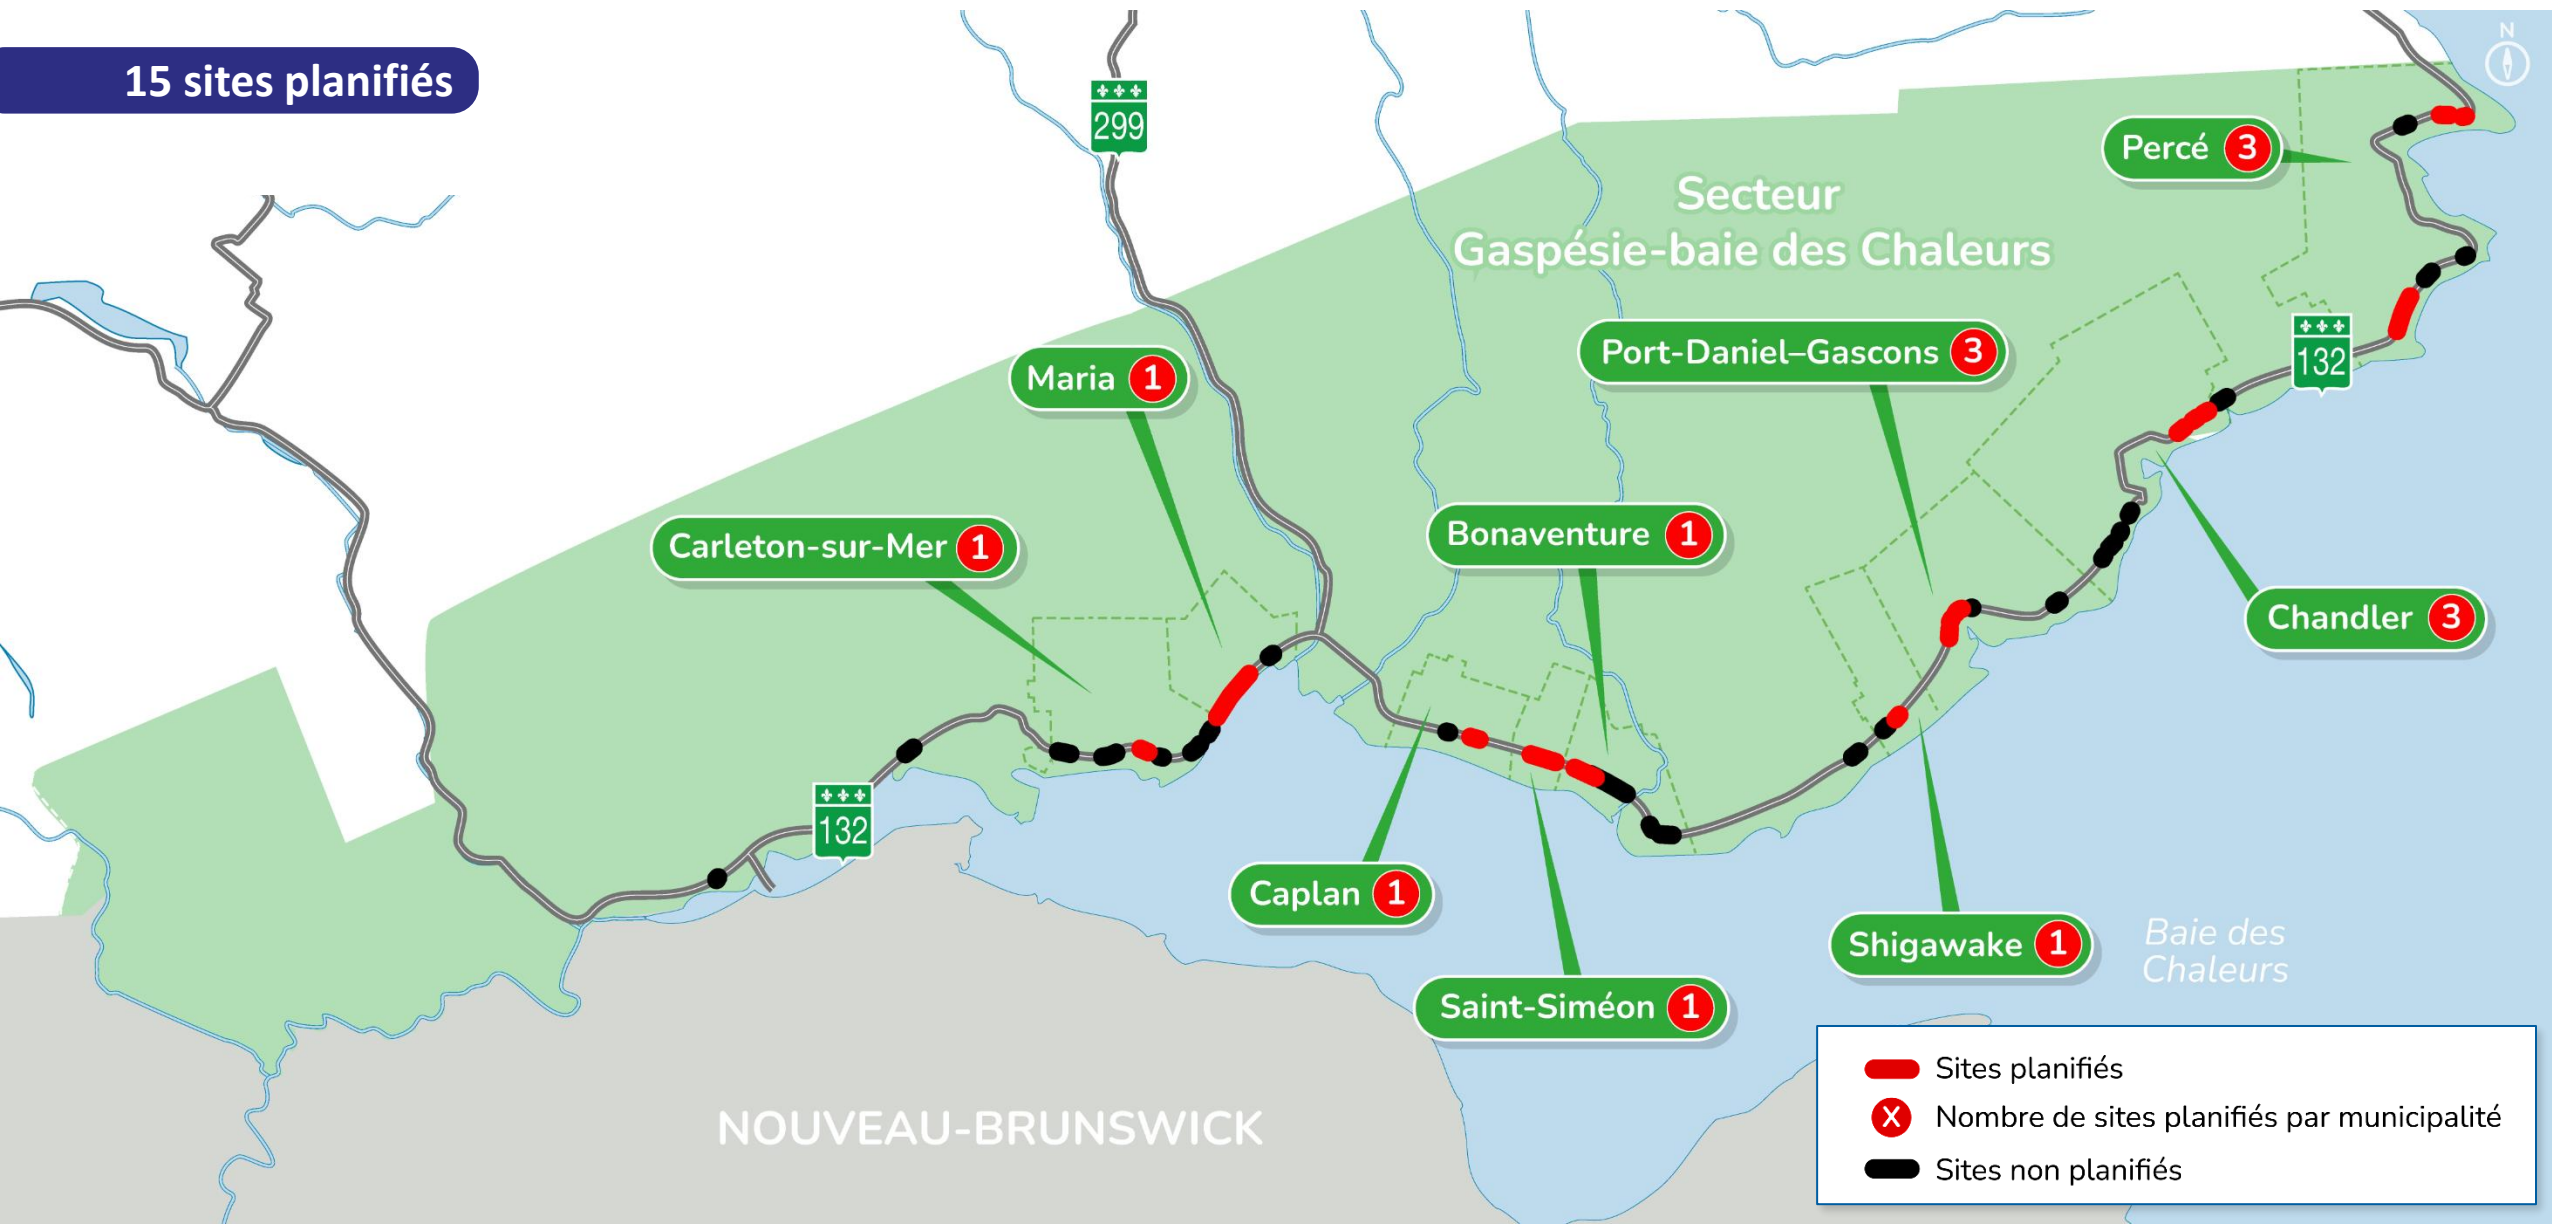 15 sites planifiés
N
299
Percé 3
Secteur
Gaspésie-baie des Chaleurs
Port-Daniel–Gascons 3
132
Maria 1
Carleton-sur-Mer 1
Bonaventure 1
Chandler 3
132
Caplan 1
Shigawake 1
Baie des
Chaleurs
Saint-Siméon 1
NOUVEAU-BRUNSWICK
Sites planifiés
X Nombre de sites planifiés par municipalité
Sites non planifiés